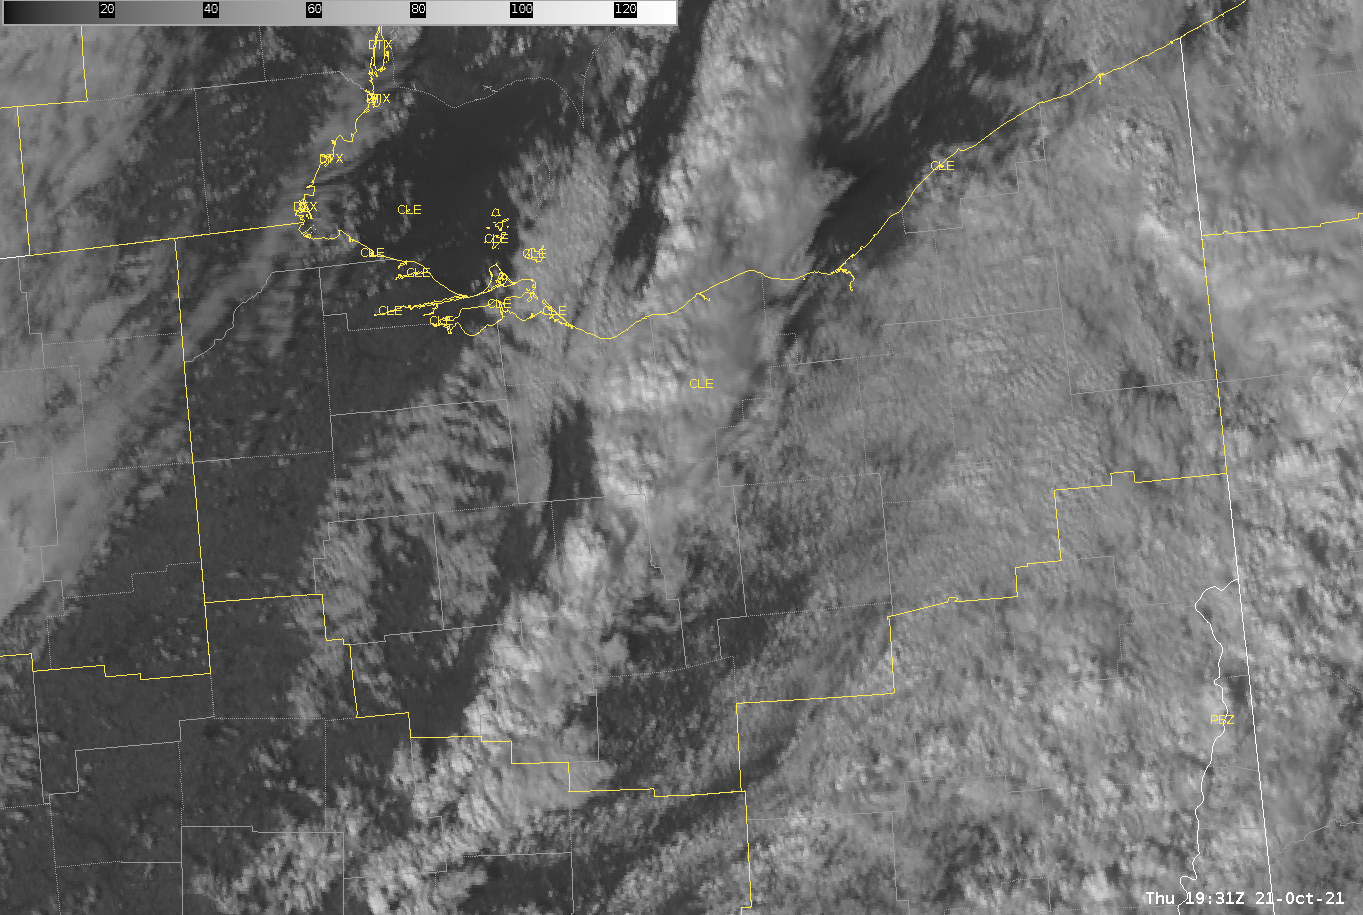 20 40 60 80 100 120
DTX
DTX
DTX
CLE
DTX
CLE
CLE
CLE
CLE
CLE
CLE
CLE
CLE
CLE
CLE
PBZ
Thu 19:31Z 21-Oct-21